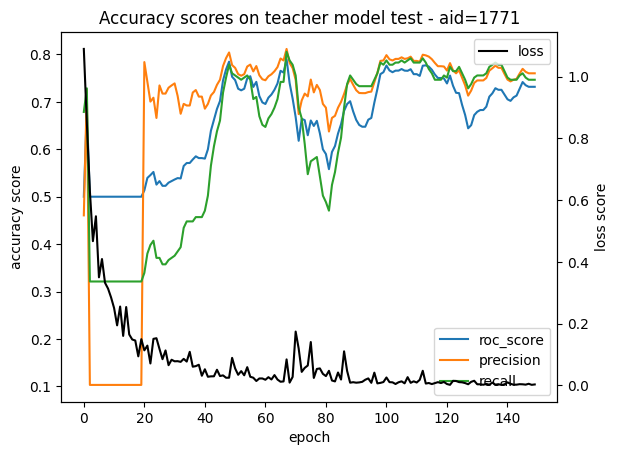 Accuracy scores on teacher model test - aid=1771
loss
0.8
0.7
0.6
0.5
0.4
0.3
0.2
0.1
accuracy score
1.0
0.8
0.6
0.4
0.2
0.0
loss score
roc_score
precision
recall
0 20 40 60 80 100 120 140
epoch